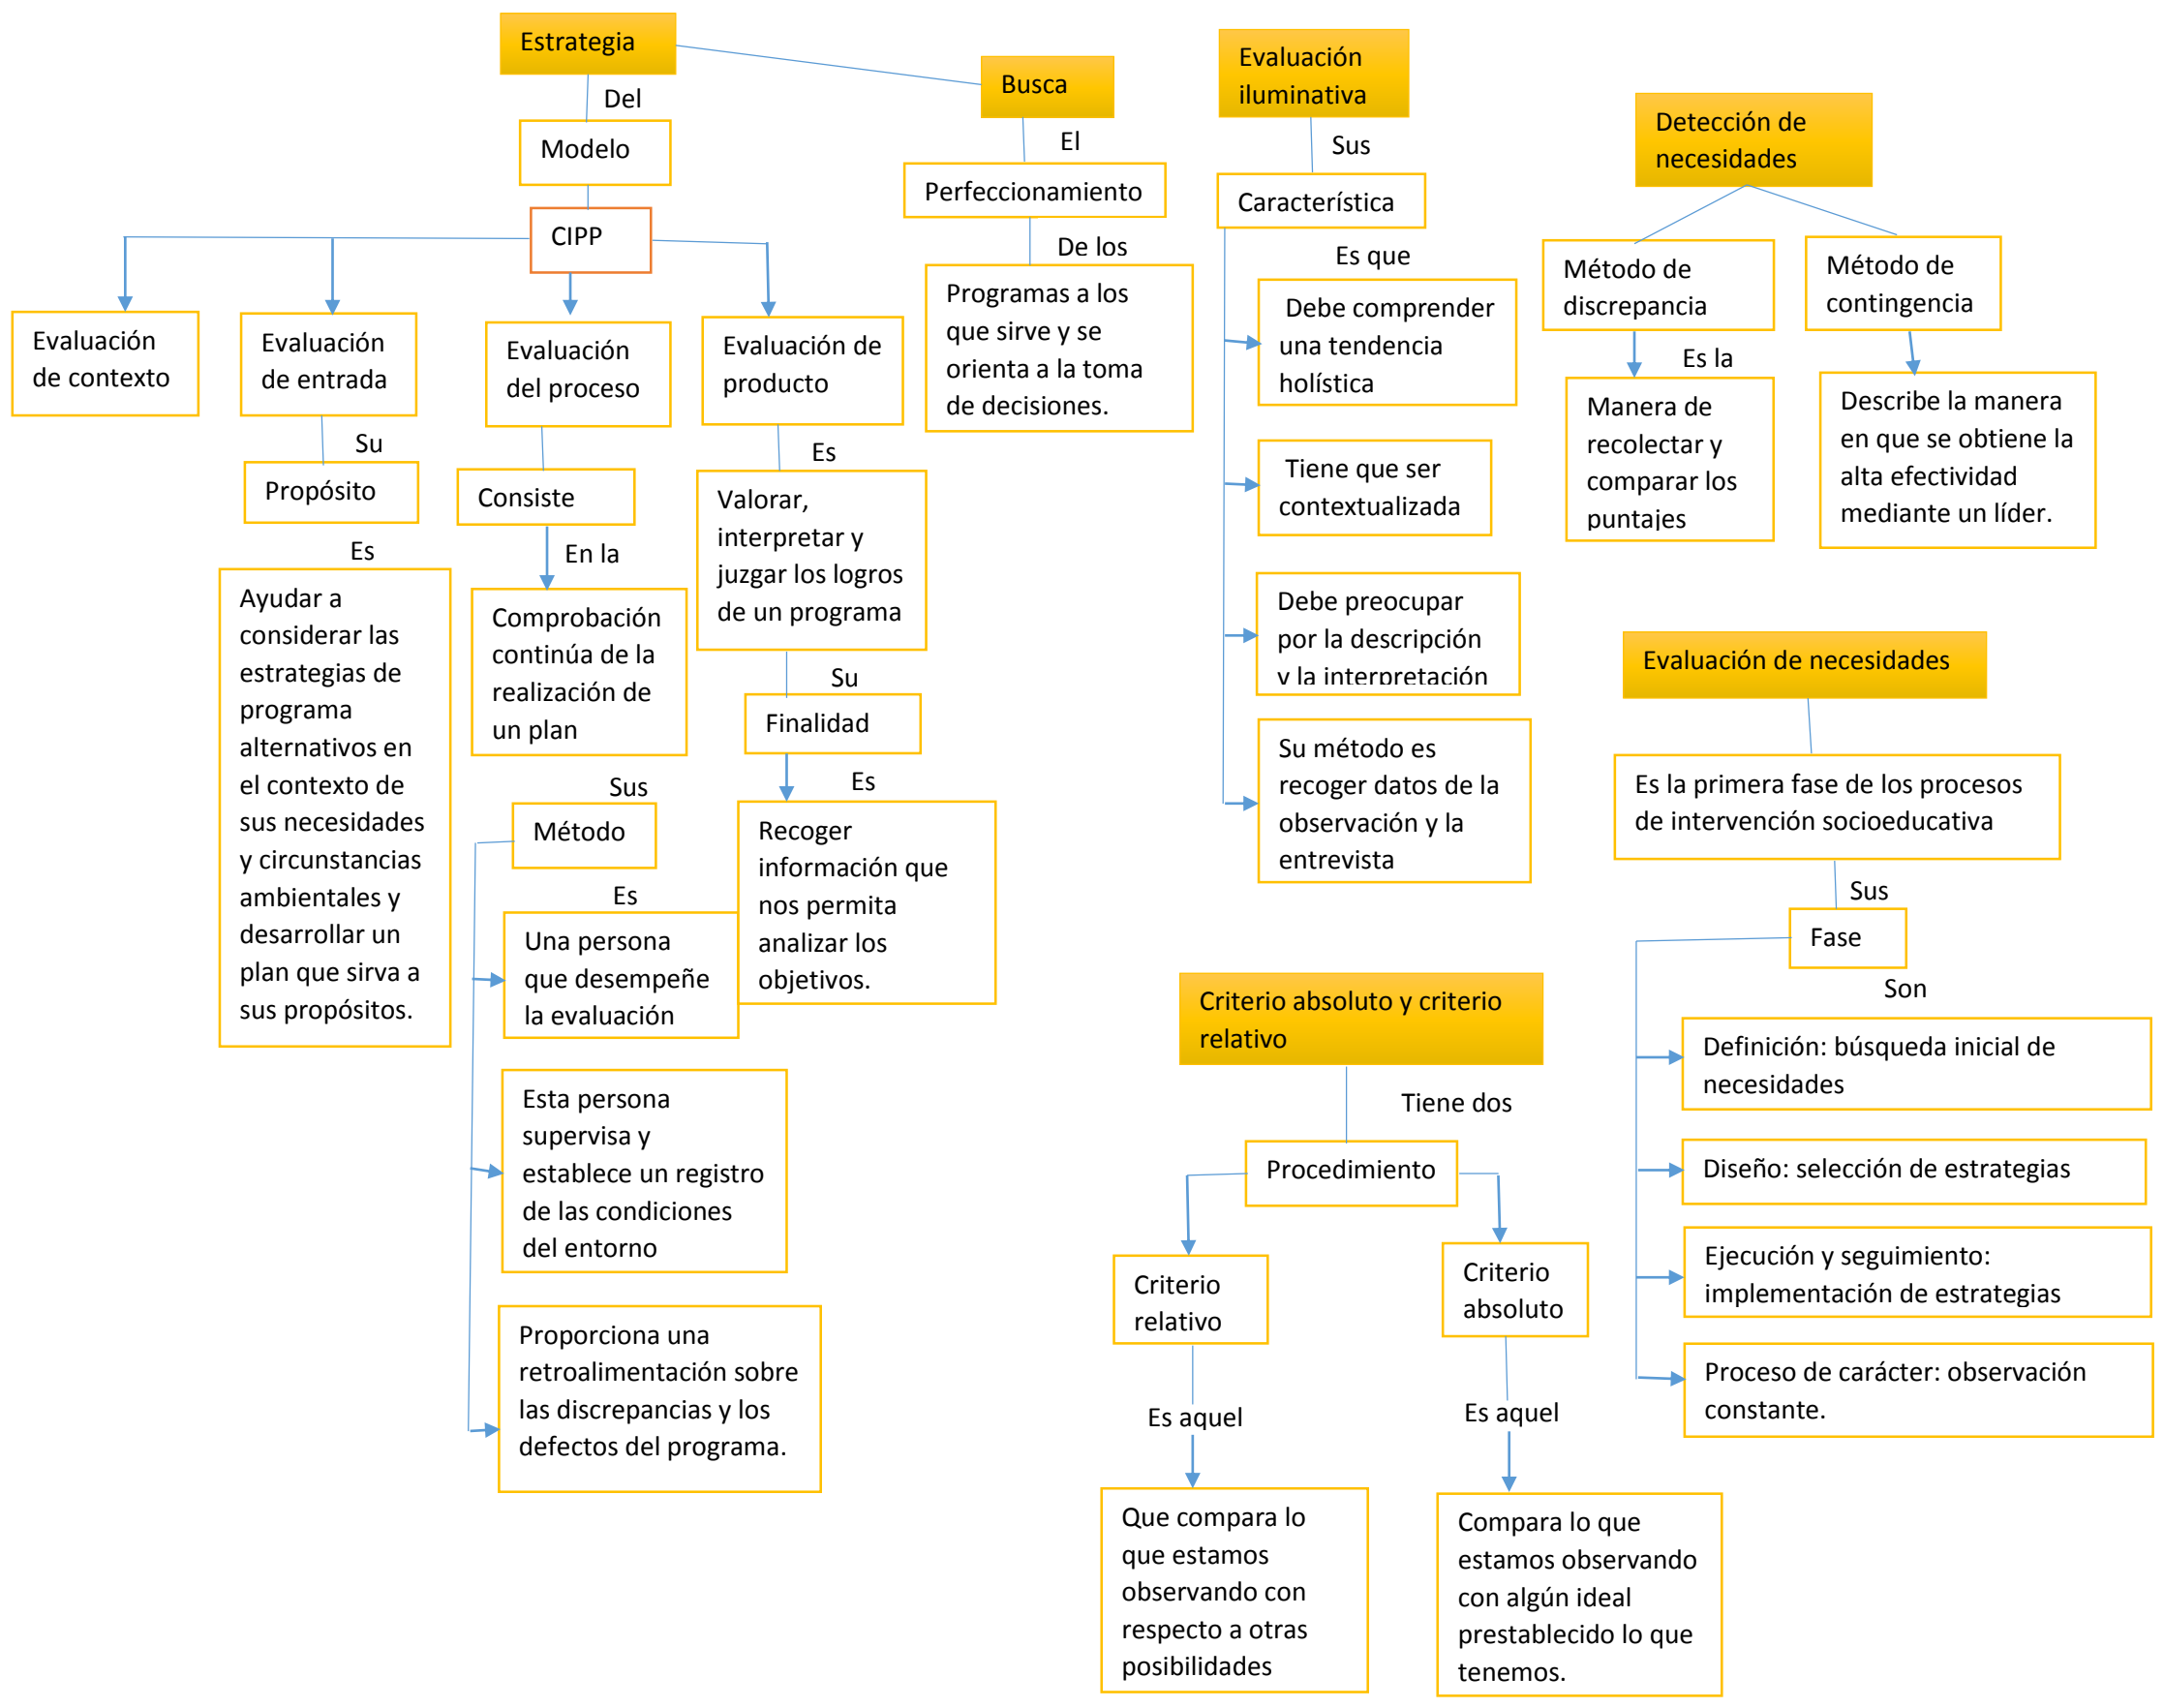 Estrategia
Del
Modelo
CIPP
Evaluación
de contexto
Evaluación
de entrada
Su
Propósito
Es
Ayudar a
considerar las
estrategias de
programa
alternativos en
el contexto de
sus necesidades
y circunstancias
ambientales y
desarrollar un
plan que sirva a
sus propósitos.
Evaluación
del proceso
Consiste
En la
Comprobación
continúa de la
realización de
un plan
Sus
Método
Es
Una persona
que desempeñe
la evaluación
Esta persona
supervisa y
establece un registro
de las condiciones
del entorno
Proporciona una
retroalimentación sobre
las discrepancias y los
defectos del programa.
Evaluación de
producto
Es
Valorar,
interpretar y
juzgar los logros
de un programa
Su
Finalidad
Es
Recoger
información que
nos permita
analizar los
objetivos.
Busca
El
Perfeccionamiento
De los
Programas a los
que sirve y se
orienta a la toma
de decisiones.
Evaluación
iluminativa
Sus
Característica
Es que
Debe comprender
una tendencia
holística
Tiene que ser
contextualizada
Debe preocupar
por la descripción
y la interpretación
Su método es
recoger datos de la
observación y la
entrevista
Detección de
necesidades
Método de
discrepancia
Es la
Manera de
recolectar y
comparar los
puntajes
Método de
contingencia
Describe la manera
en que se obtiene la
alta efectividad
mediante un líder.
Evaluación de necesidades
Es la primera fase de los procesos
de intervención socioeducativa
Sus
Fase
Son
Definición: búsqueda inicial de
necesidades
Diseño: selección de estrategias
Ejecución y seguimiento:
implementación de estrategias
Proceso de carácter: observación
constante.
Criterio absoluto y criterio
relativo
Tiene dos
Procedimiento
Criterio
relativo
Es aquel
Que compara lo
que estamos
observando con
respecto a otras
posibilidades
Criterio
absoluto
Es aquel
Compara lo que
estamos observando
con algún ideal
prestablecido lo que
tenemos.